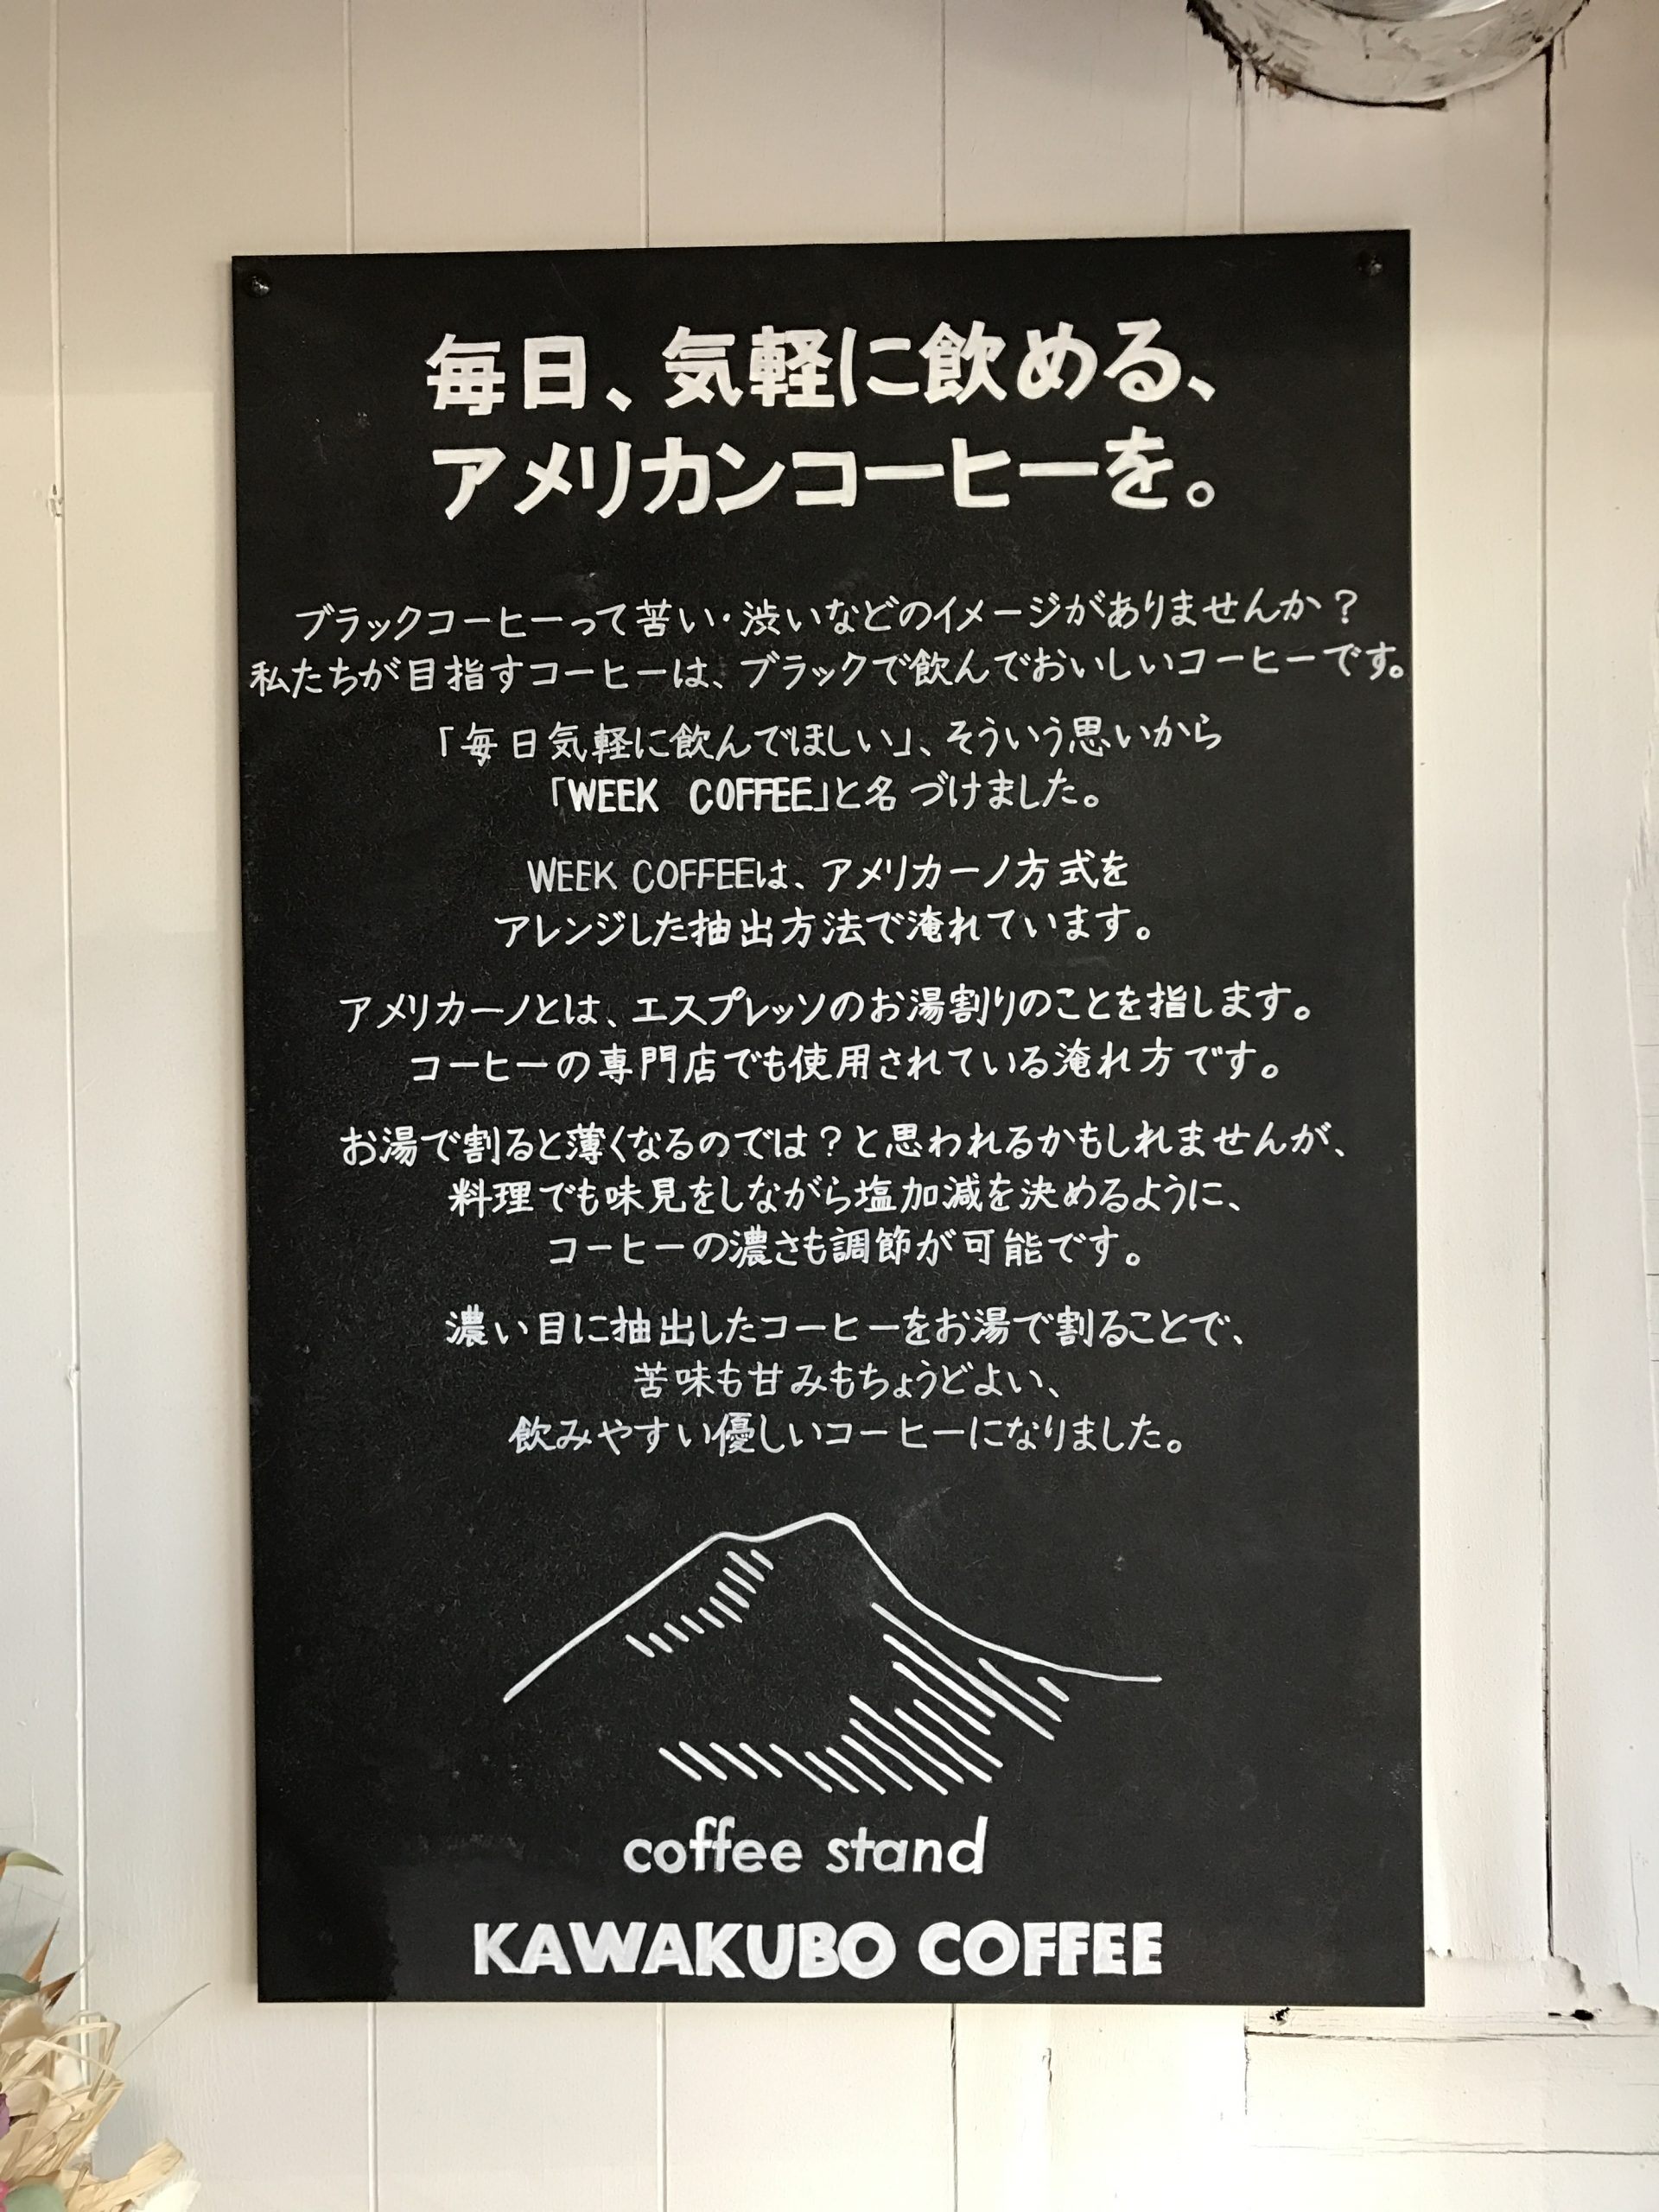 毎日、気軽に飲める、
アメリカンコーヒーを。
ブラックコーヒーって苦い・渋いなどのイメージがありませんか？
私たちが目指すコーヒーは、ブラックで飲んでおいしいコーヒーです。
「毎日気軽に飲んでほしい」、そういう思いから
「WEEK COFFEE」と名づけました。
WEEK COFFEEは、アメリカーノ方式を
アレンジした抽出方法で淹れています。
アメリカーノとは、エスプレッソのお湯割りのことを指します。
コーヒーの専門店でも使用されている淹れ方です。
お湯で割ると薄くなるのでは？と思われるかもしれませんが、
料理でも味見をしながら塩加減を決めるように、
コーヒーの濃さも調節が可能です。
濃い目に抽出したコーヒーをお湯で割ることで、
苦味も甘みもちょうどよい、
飲みやすい優しいコーヒーになりました。
coffee stand
KAWAKUBO COFFEE